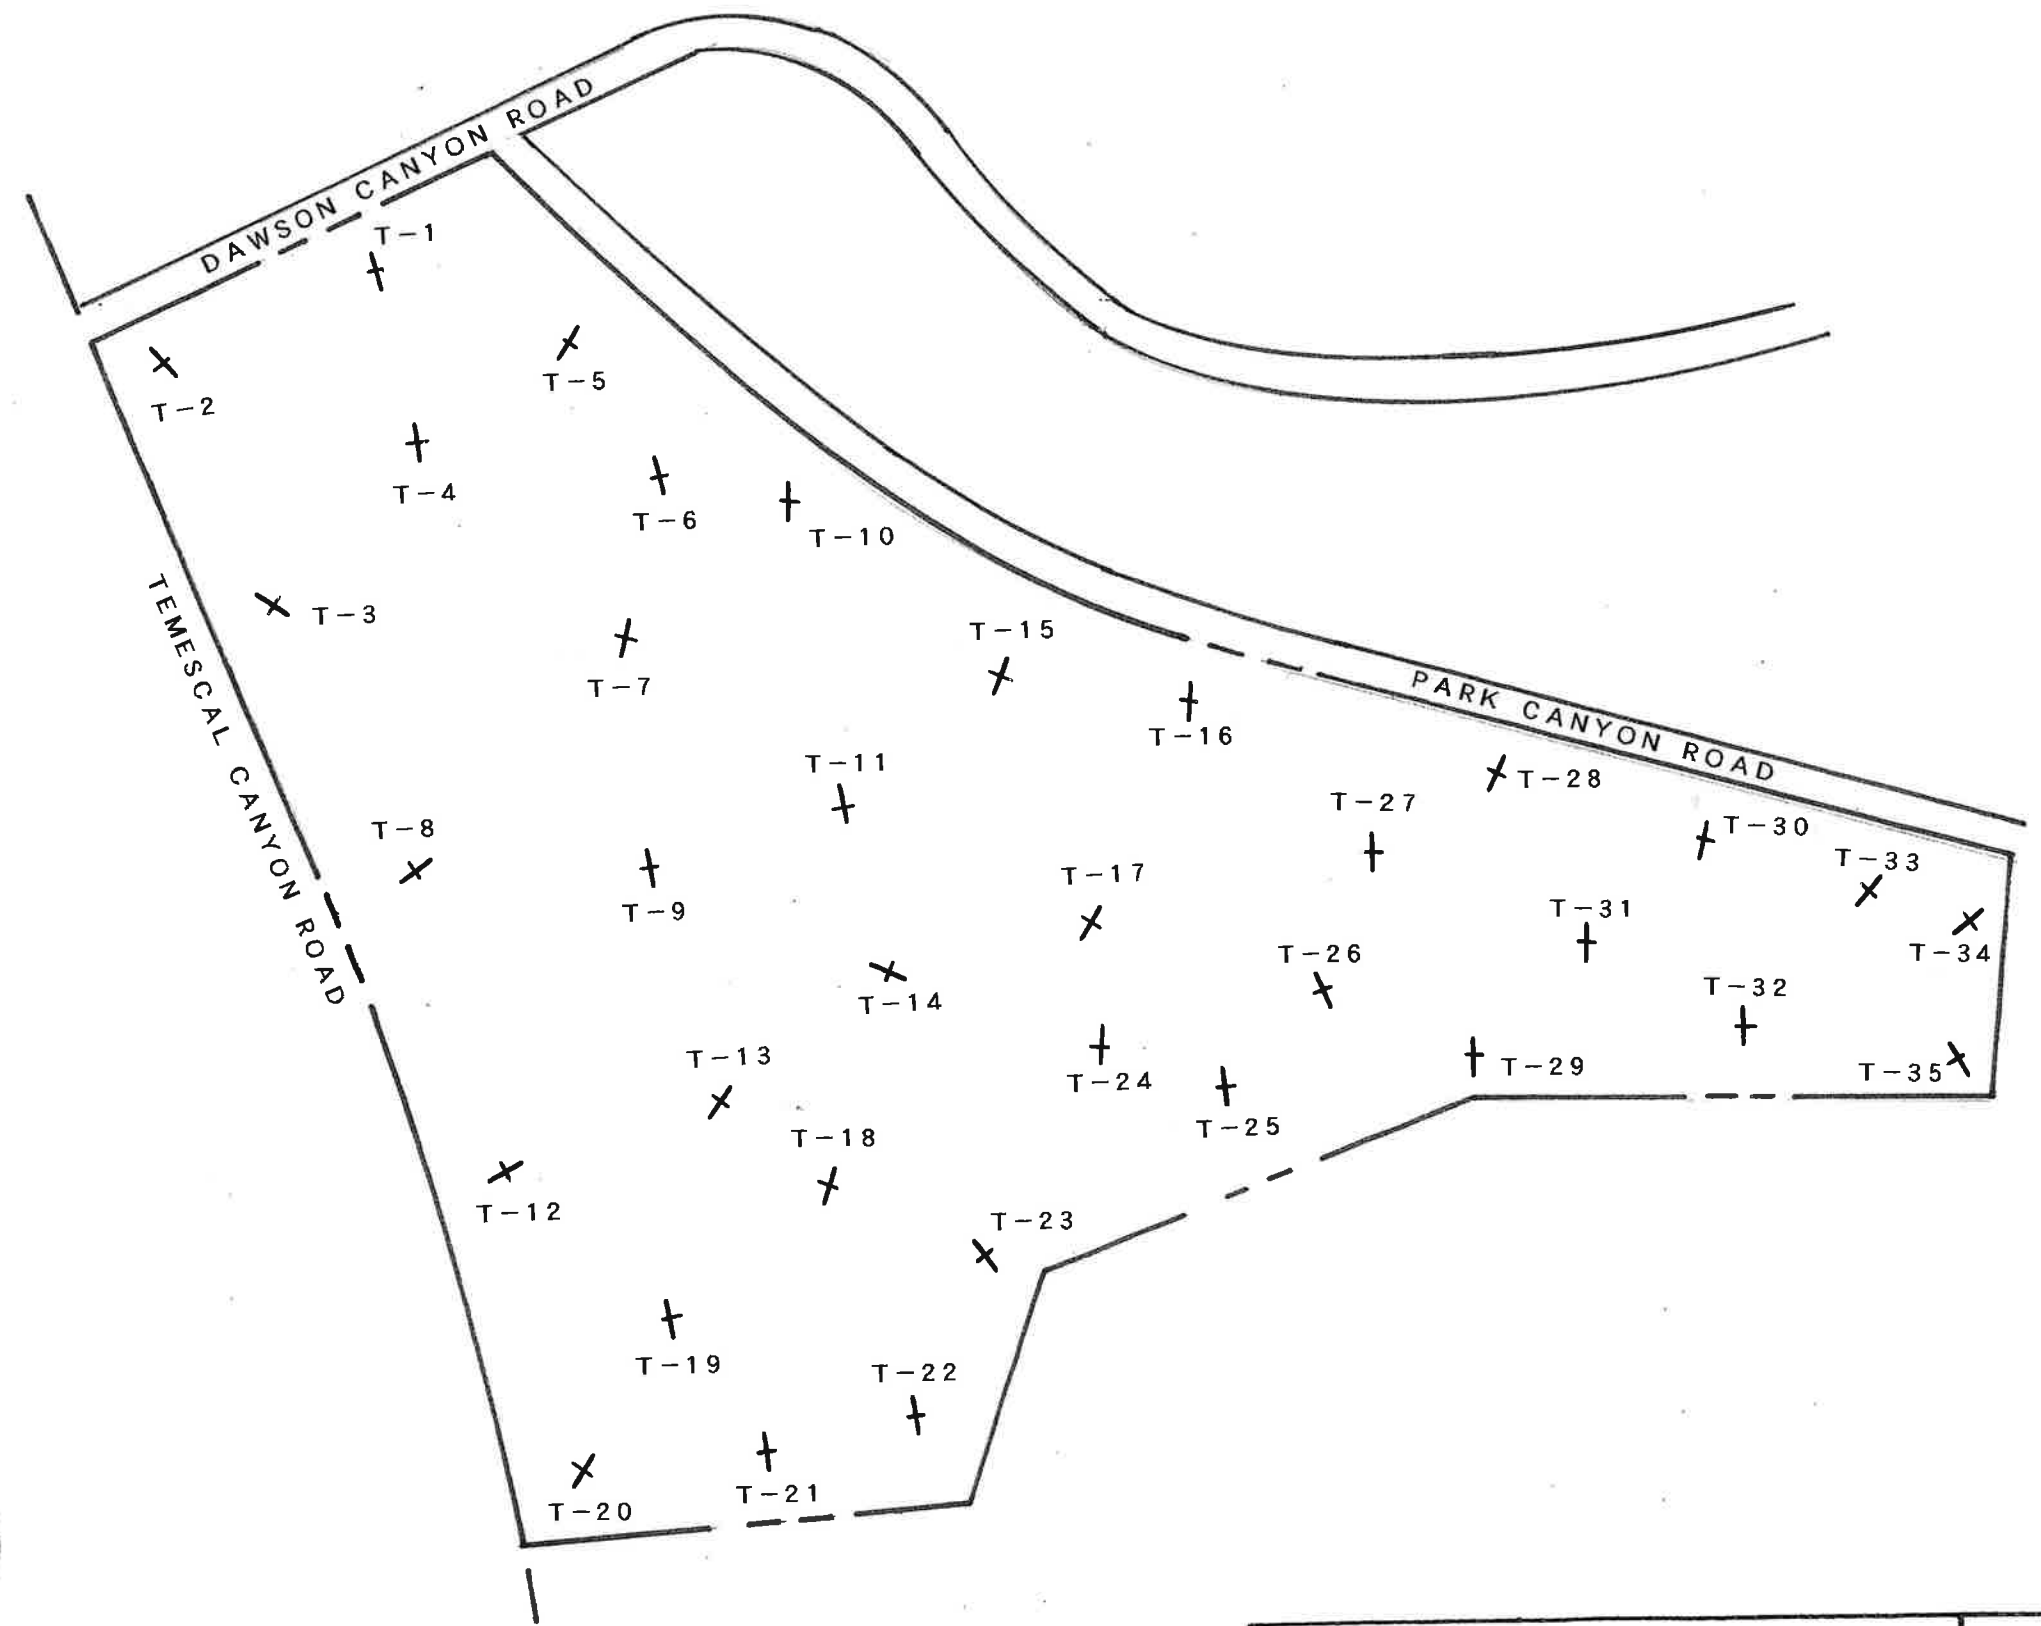 DAWSON CANYON ROAD
T-1
T-5
T-2
T-4
T-6
T-10
T-3
T-15
T-7
TEMESCAL CANYON ROAD
PARK CANYON ROAD
T-16
T-11
T-28
T-27
T-8
T-30
T-33
T-17
T-9
T-31
T-26
T-34
T-14
T-32
T-13
T-29
T-35
T-24
T-25
T-18
T-12
T-23
T-19
T-22
T-21
T-20